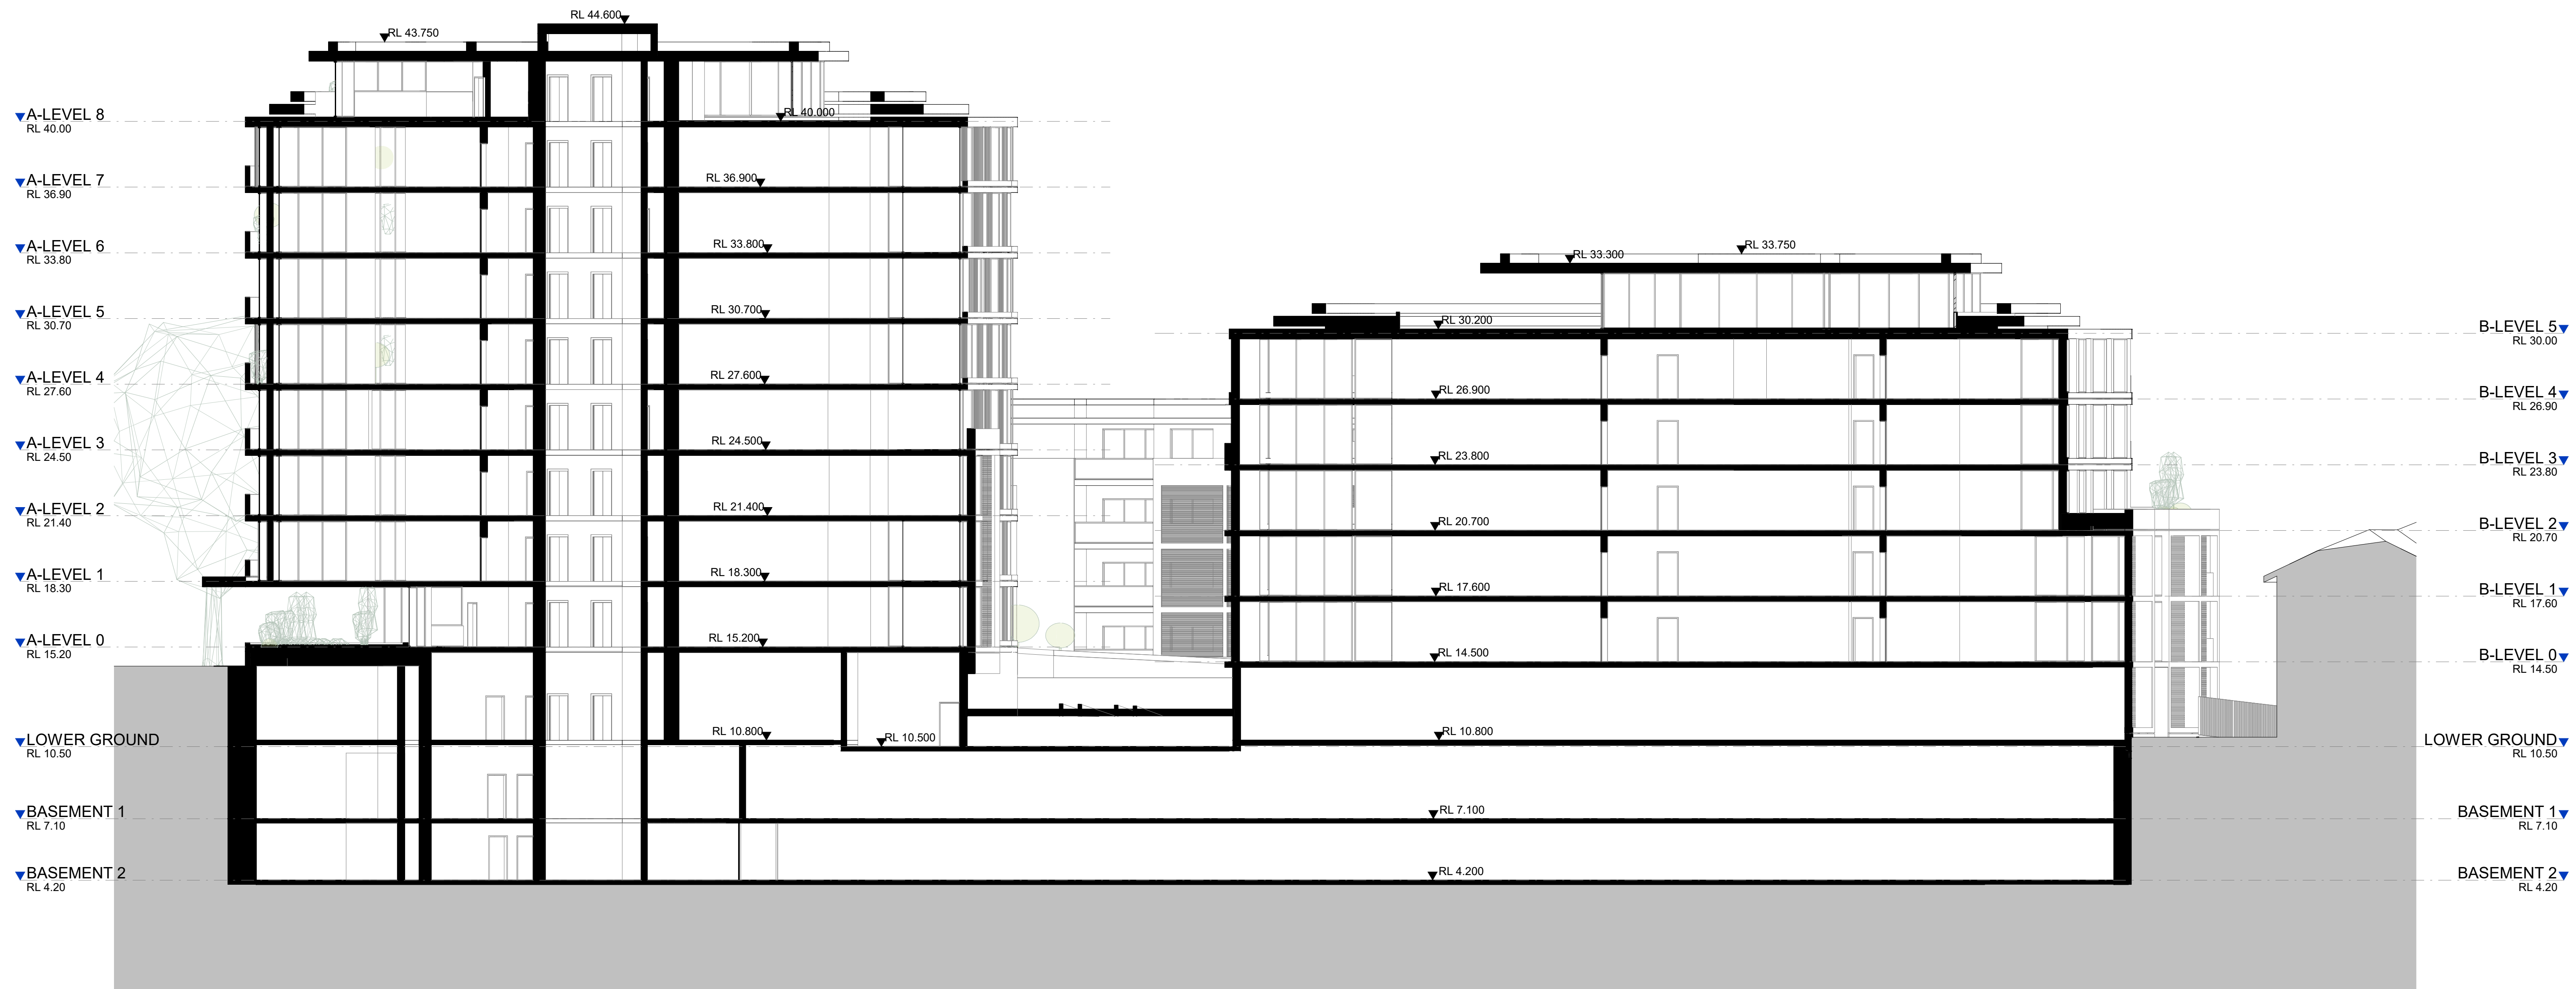 RL 44.600
RL 43.750
A-LEVEL 8
RL 40.00
RL 40.000
A-LEVEL 7
RL 36.90
RL 36.900
A-LEVEL 6
RL 33.80
RL 33.800
RL 33.750
RL 33.300
A-LEVEL 5
RL 30.70
RL 30.700
RL 30.200
B-LEVEL 5
RL 30.00
A-LEVEL 4
RL 27.60
RL 27.600
RL 26.900
B-LEVEL 4
RL 26.90
A-LEVEL 3
RL 24.50
RL 24.500
RL 23.800
B-LEVEL 3
RL 23.80
A-LEVEL 2
RL 21.40
RL 21.400
RL 20.700
B-LEVEL 2
RL 20.70
A-LEVEL 1
RL 18.30
RL 18.300
RL 17.600
B-LEVEL 1
RL 17.60
A-LEVEL 0
RL 15.20
RL 15.200
RL 14.500
B-LEVEL 0
RL 14.50
LOWER GROUND
RL 10.50
RL 10.800
RL 10.500
RL 10.800
LOWER GROUND
RL 10.50
BASEMENT 1
RL 7.10
RL 7.100
BASEMENT 1
RL 7.10
BASEMENT 2
RL 4.20
RL 4.200
BASEMENT 2
RL 4.20